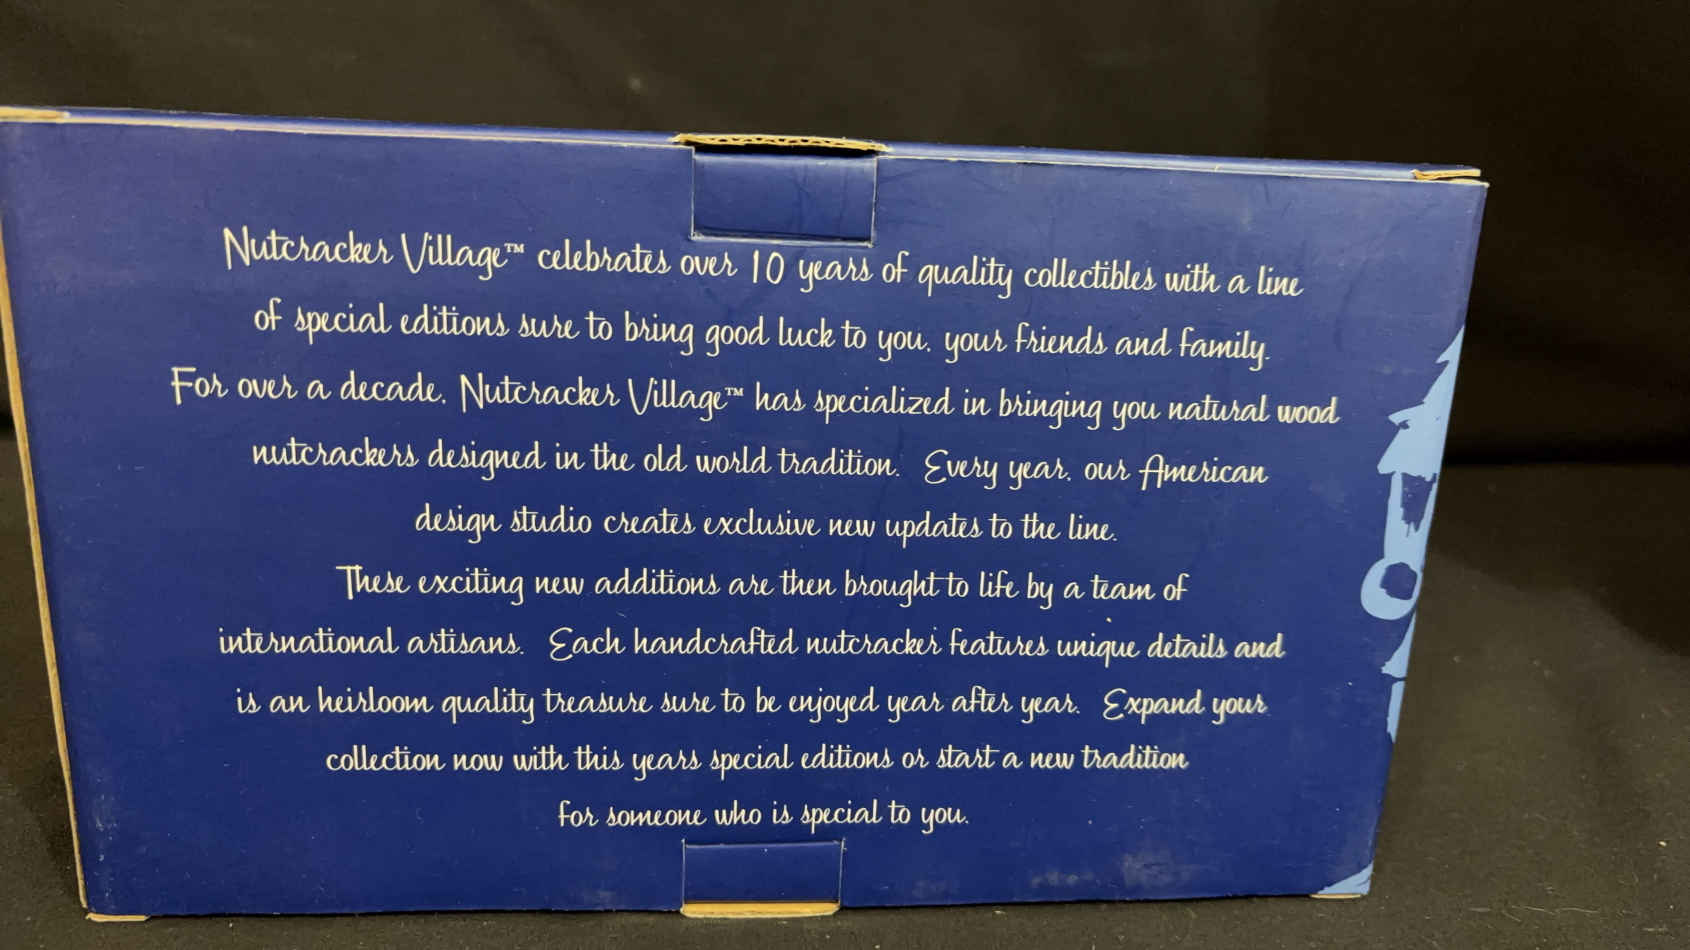 Nutcracker Village™ celebrates over 10 years of quality collectibles with a line
of special editions sure to bring good luck to you, your friends and family.
For over a decade, Nutcracker Village™ has specialized in bringing you natural wood
nutcrackers designed in the old world tradition. Every year, our American
design studio creates exclusive new updates to the line.
These exciting new additions are then brought to life by a team of
international artisans. Each handcrafted nutcracker features unique details and
is an heirloom quality treasure sure to be enjoyed year after year. Expand your
collection now with this years special editions or start a new tradition
for someone who is special to you.